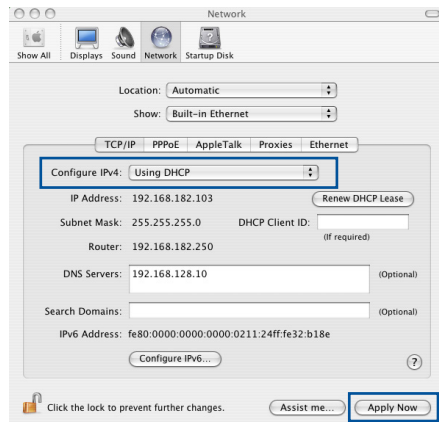 Network
Show All Displays Sound Network Startup Disk
Location: Automatic
Show: Built-in Ethernet
TCP/IP PPPoE AppleTalk Proxies Ethernet
Configure IPv4: Using DHCP
IP Address: 192.168.182.103 Renew DHCP Lease
Subnet Mask: 255.255.255.0 DHCP Client ID:
(If required)
Router: 192.168.182.250
DNS Servers: 192.168.128.10 (Optional)
Search Domains: (Optional)
IPv6 Address: fe80:0000:0000:0000:0211:24ff:fe32:b18e
Configure IPv6... ?
Click the lock to prevent further changes. Assist me... Apply Now